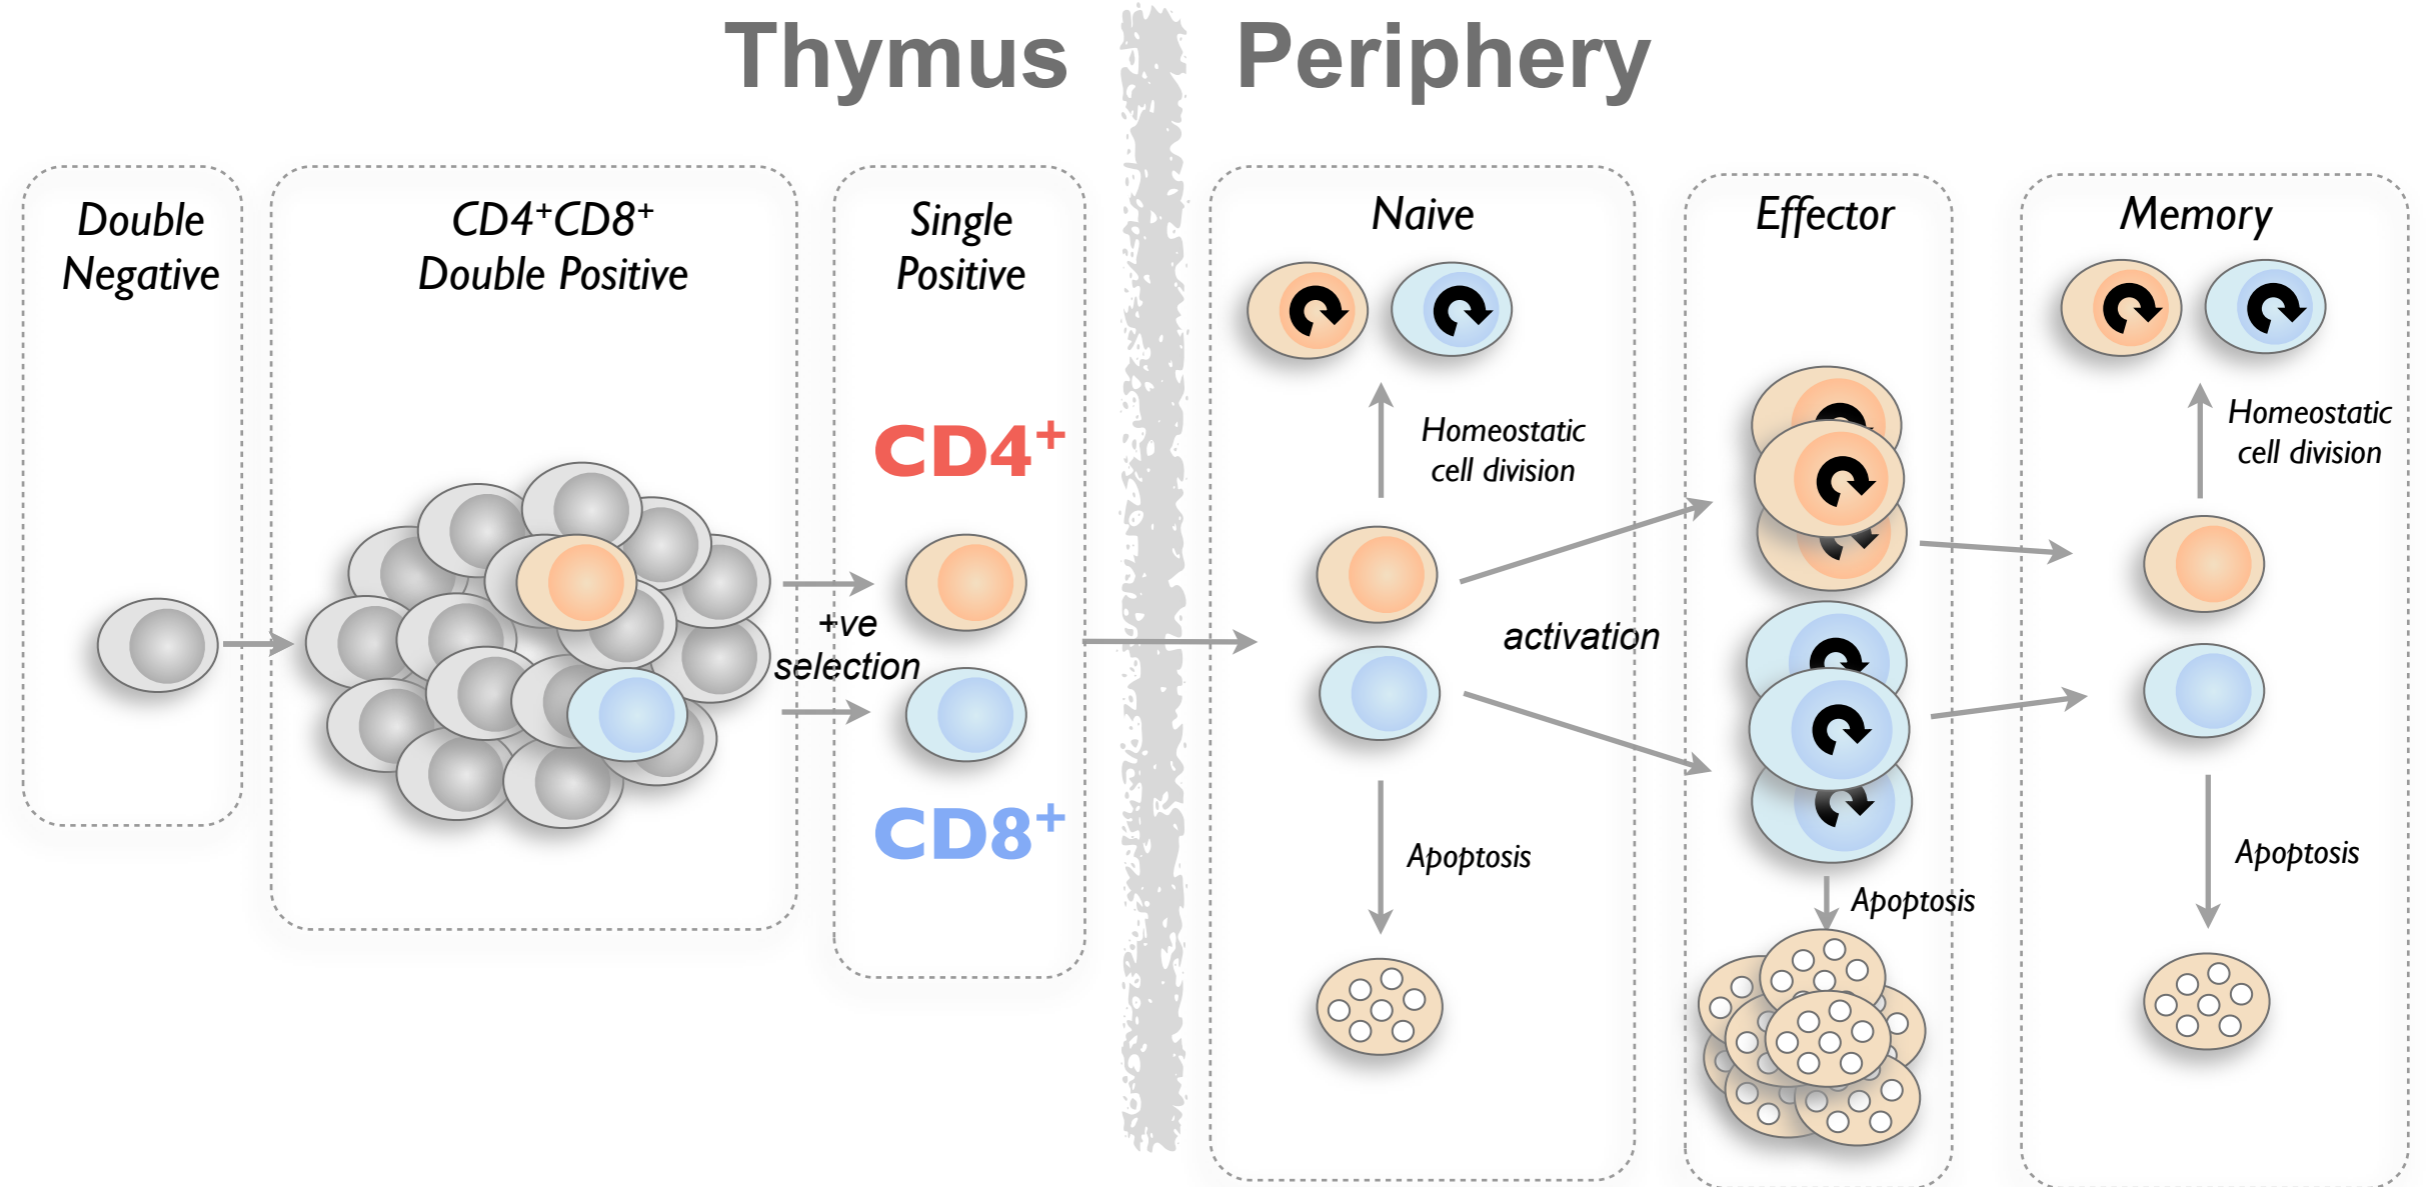 Thymus
Periphery
Double
Negative
CD4⁺CD8⁺
Double Positive
Single
Positive
CD4⁺
CD8⁺
+ve
selection
Naive
Homeostatic
cell division
activation
Apoptosis
Effector
Apoptosis
Memory
Homeostatic
cell division
Apoptosis